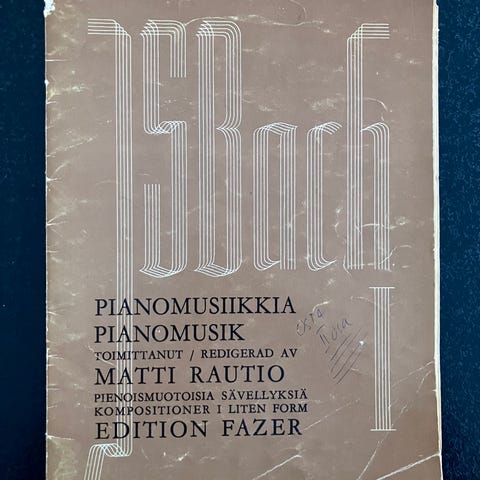 JSBach
I
PIANOMUSIIKKIA
PIANOMUSIK
TOIMITTANUT / REDIGERAD AV
MATTI RAUTIO
PIENOISMUOTOISIA SÄVELLYKSIÄ
KOMPOSITIONER I LITEN FORM
EDITION FAZER